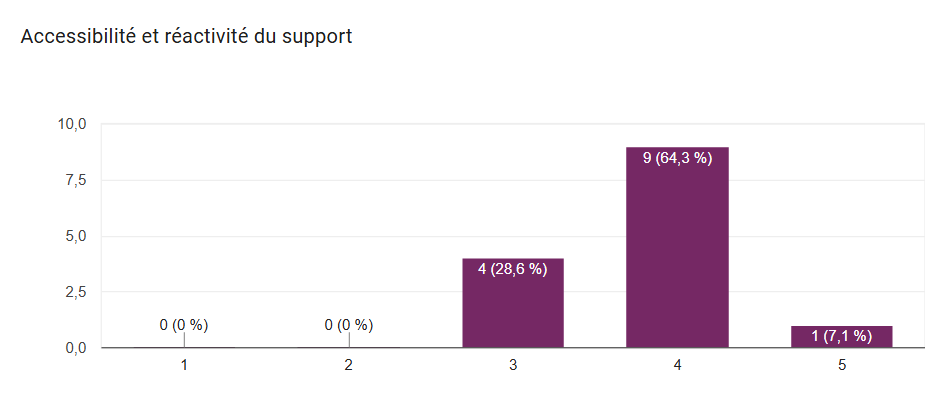 Accessibilité et réactivité du support
10,0
7,5
5,0
2,5
0,0
0 (0 %)
0 (0 %)
4 (28,6 %)
9 (64,3 %)
1 (7,1 %)
1
2
3
4
5